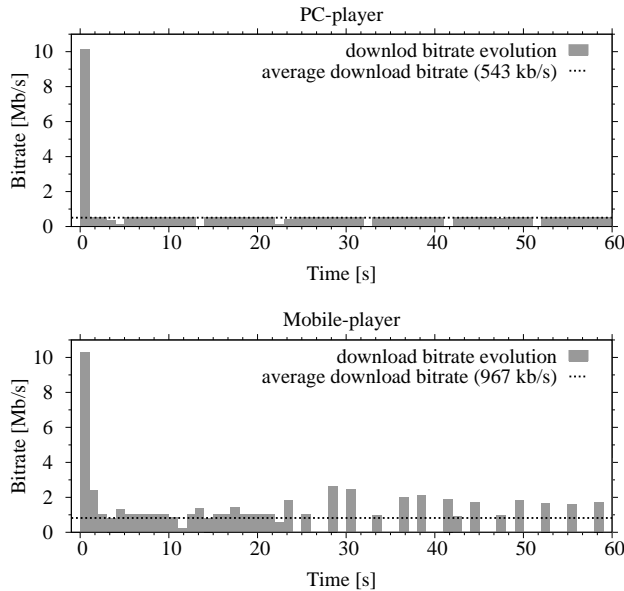 PC-player
10
8
6
4
2
0
Bitrate [Mb/s]
downlod bitrate evolution
average download bitrate (543 kb/s)
0 10 20 30 40 50 60
Time [s]
Mobile-player
10
8
6
4
2
0
Bitrate [Mb/s]
download bitrate evolution
average download bitrate (967 kb/s)
0 10 20 30 40 50 60
Time [s]